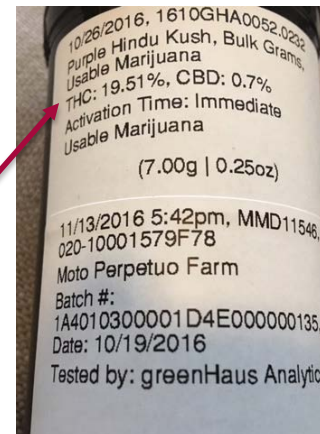 10/26/2016, 1610GHA0052.0232
Purple Hindu Kush, Bulk Grams,
Usable Marijuana
THC: 19.51%, CBD: 0.7%
Activation Time: Immediate
Usable Marijuana
(7.00g | 0.25oz)
11/13/2016 5:42pm, MMD11546,
020-10001579F78
Moto Perpetuo Farm
Batch #:
1A4010300001D4E000000135.
Date: 10/19/2016
Tested by: greenHaus Analytic